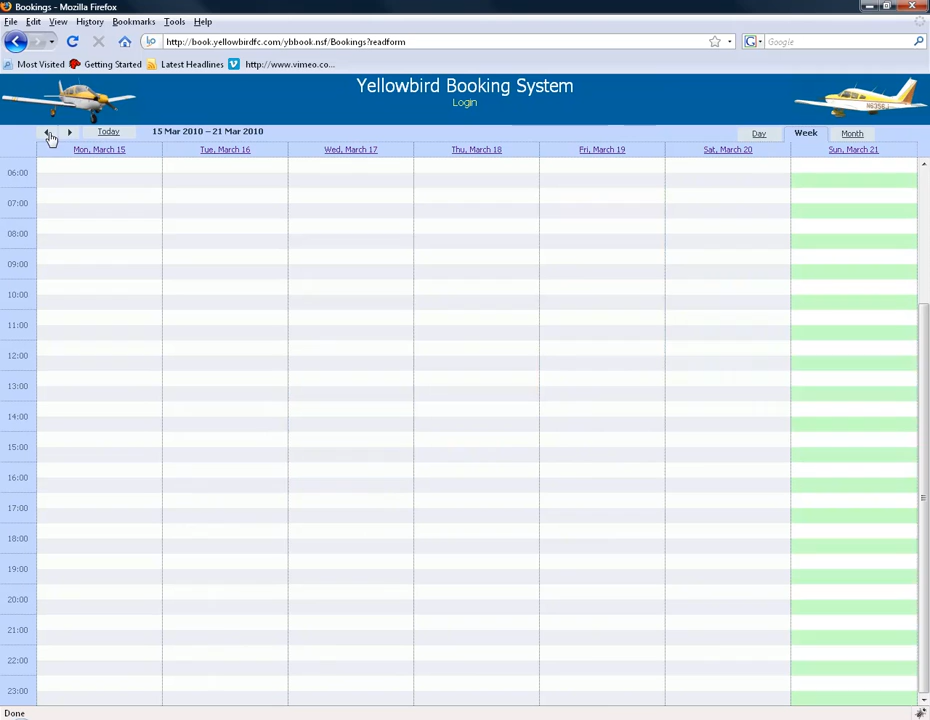 Bookings - Mozilla Firefox
File Edit View History Bookmarks Tools Help
http://book.yellowbirdfc.com/ybbook.nsf/Bookings?readform
Google
Most Visited Getting Started Latest Headlines http://www.vimeo.co...
Yellowbird Booking System
Login
N6356J
Today 15 Mar 2010 – 21 Mar 2010 Day Week Month
Mon, March 15 Tue, March 16 Wed, March 17 Thu, March 18 Fri, March 19 Sat, March 20 Sun, March 21
06:00
07:00
08:00
09:00
10:00
11:00
12:00
13:00
14:00
15:00
16:00
17:00
18:00
19:00
20:00
21:00
22:00
23:00
Done